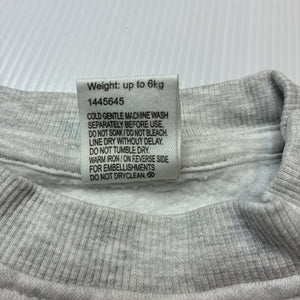 Weight: up to 6kg
1445645
COLD GENTLE MACHINE WASH
SEPARATELY BEFORE USE.
DO NOT SOAK / DO NOT BLEACH.
LINE DRY WITHOUT DELAY.
DO NOT TUMBLE DRY.
WARM IRON / ON REVERSE SIDE
FOR EMBELLISHMENTS
DO NOT DRYCLEAN.